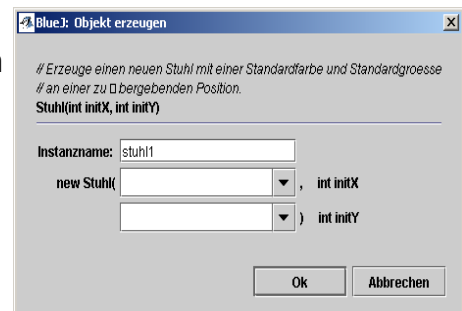 BlueJ: Objekt erzeugen
# Erzeuge einen neuen Stuhl mit einer Standardfarbe und Standardgroesse
# an einer zu □ bergebenden Position.
Stuhl(int initX, int initY)
Instanzname: stuhl1
new Stuhl( , int initX
) int initY
Ok Abbrechen